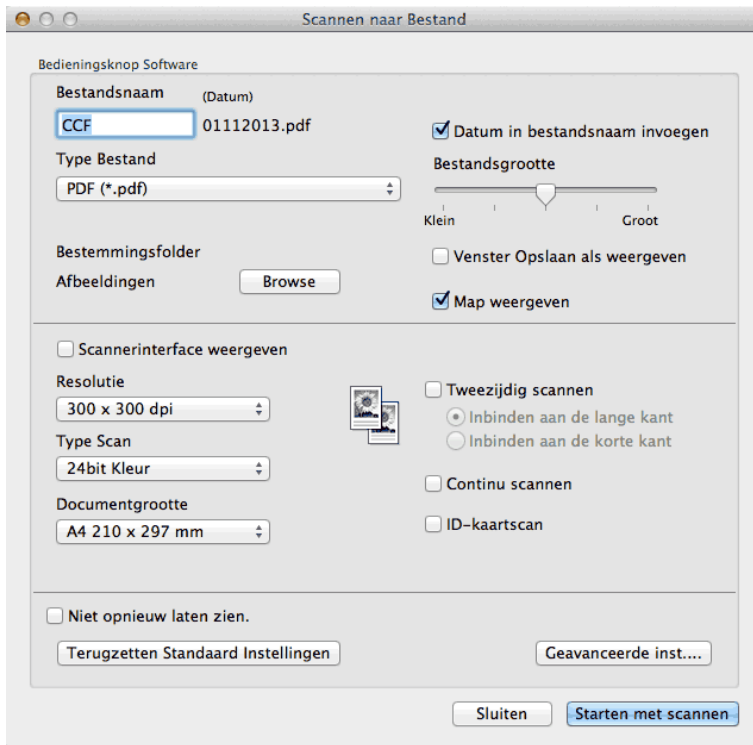 Scannen naar Bestand
Bedieningsknop Software
Bestandsnaam
(Datum)
CCF
01112013.pdf
Datum in bestandsnaam invoegen
Type Bestand
PDF (*.pdf)
Bestandsgrootte
Klein
Groot
Bestemmingsfolder
Afbeeldingen
Browse
Venster Opslaan als weergeven
Map weergeven
Scannerinterface weergeven
Resolutie
300 x 300 dpi
Type Scan
24bit Kleur
Documentgrootte
A4 210 x 297 mm
Tweezijdig scannen
Inbinden aan de lange kant
Inbinden aan de korte kant
Continu scannen
ID-kaartscan
Niet opnieuw laten zien.
Terugzetten Standaard Instellingen
Geavanceerde inst....
Sluiten
Starten met scannen